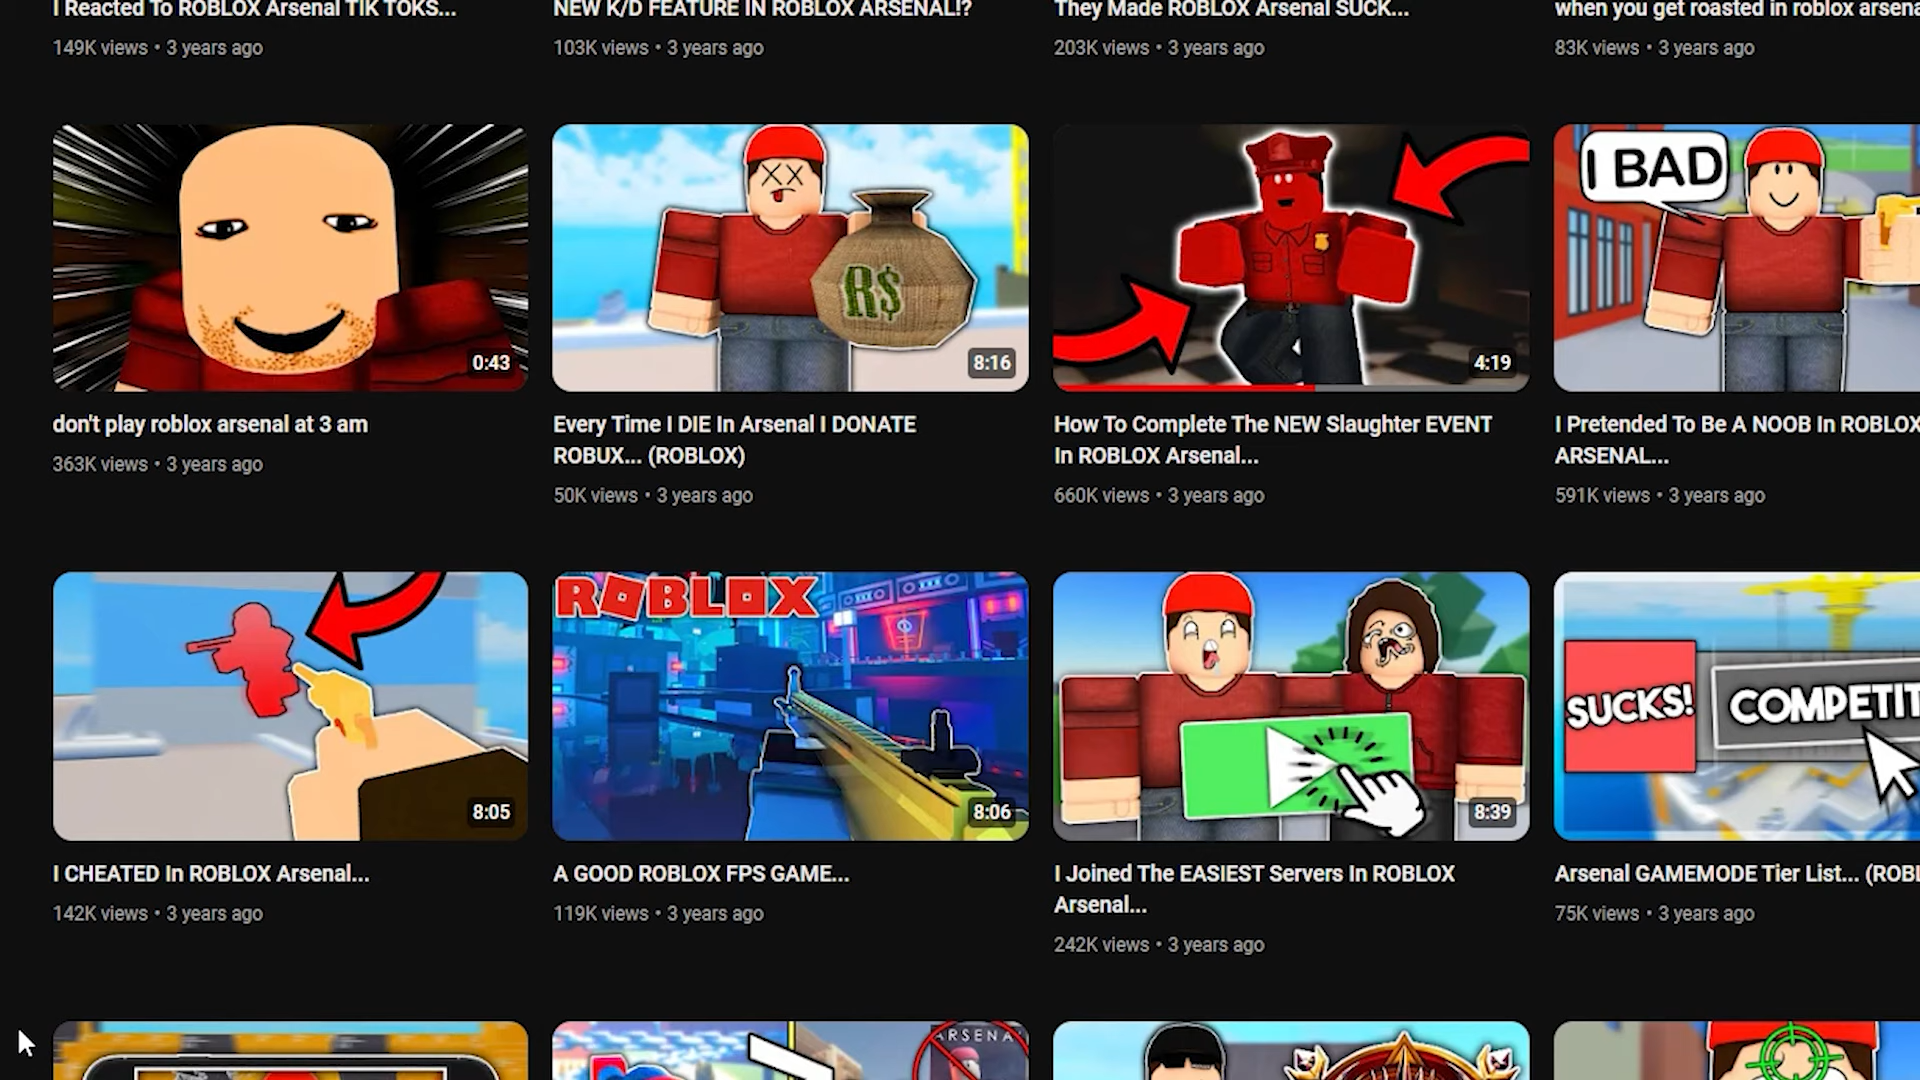 I Reacted To ROBLOX Arsenal TIK TOKS...
NEW K/D FEATURE IN ROBLOX ARSENAL!?
They Made ROBLOX Arsenal SUCK...
when you get roasted in roblox
149K views • 3 years ago
103K views • 3 years ago
203K views • 3 years ago
83K views • 3 years ago
I BAD
R$
0:43
8:16
4:19
don't play roblox arsenal at 3 am
363K views • 3 years ago
Every Time I DIE In Arsenal I DONATE
ROBUX... (ROBLOX)
50K views • 3 years ago
How To Complete The NEW Slaughter EVENT
In ROBLOX Arsenal...
660K views • 3 years ago
I Pretended To Be A NOOB In ROBLOX
ARSENAL...
591K views • 3 years ago
ROBLOX
SUCKS!
COMPETIT
8:05
8:06
8:39
I CHEATED In ROBLOX Arsenal...
142K views • 3 years ago
A GOOD ROBLOX FPS GAME...
119K views • 3 years ago
I Joined The EASIEST Servers In ROBLOX
Arsenal...
242K views • 3 years ago
Arsenal GAMEMODE Tier List... (ROBL
75K views • 3 years ago
ARSENA